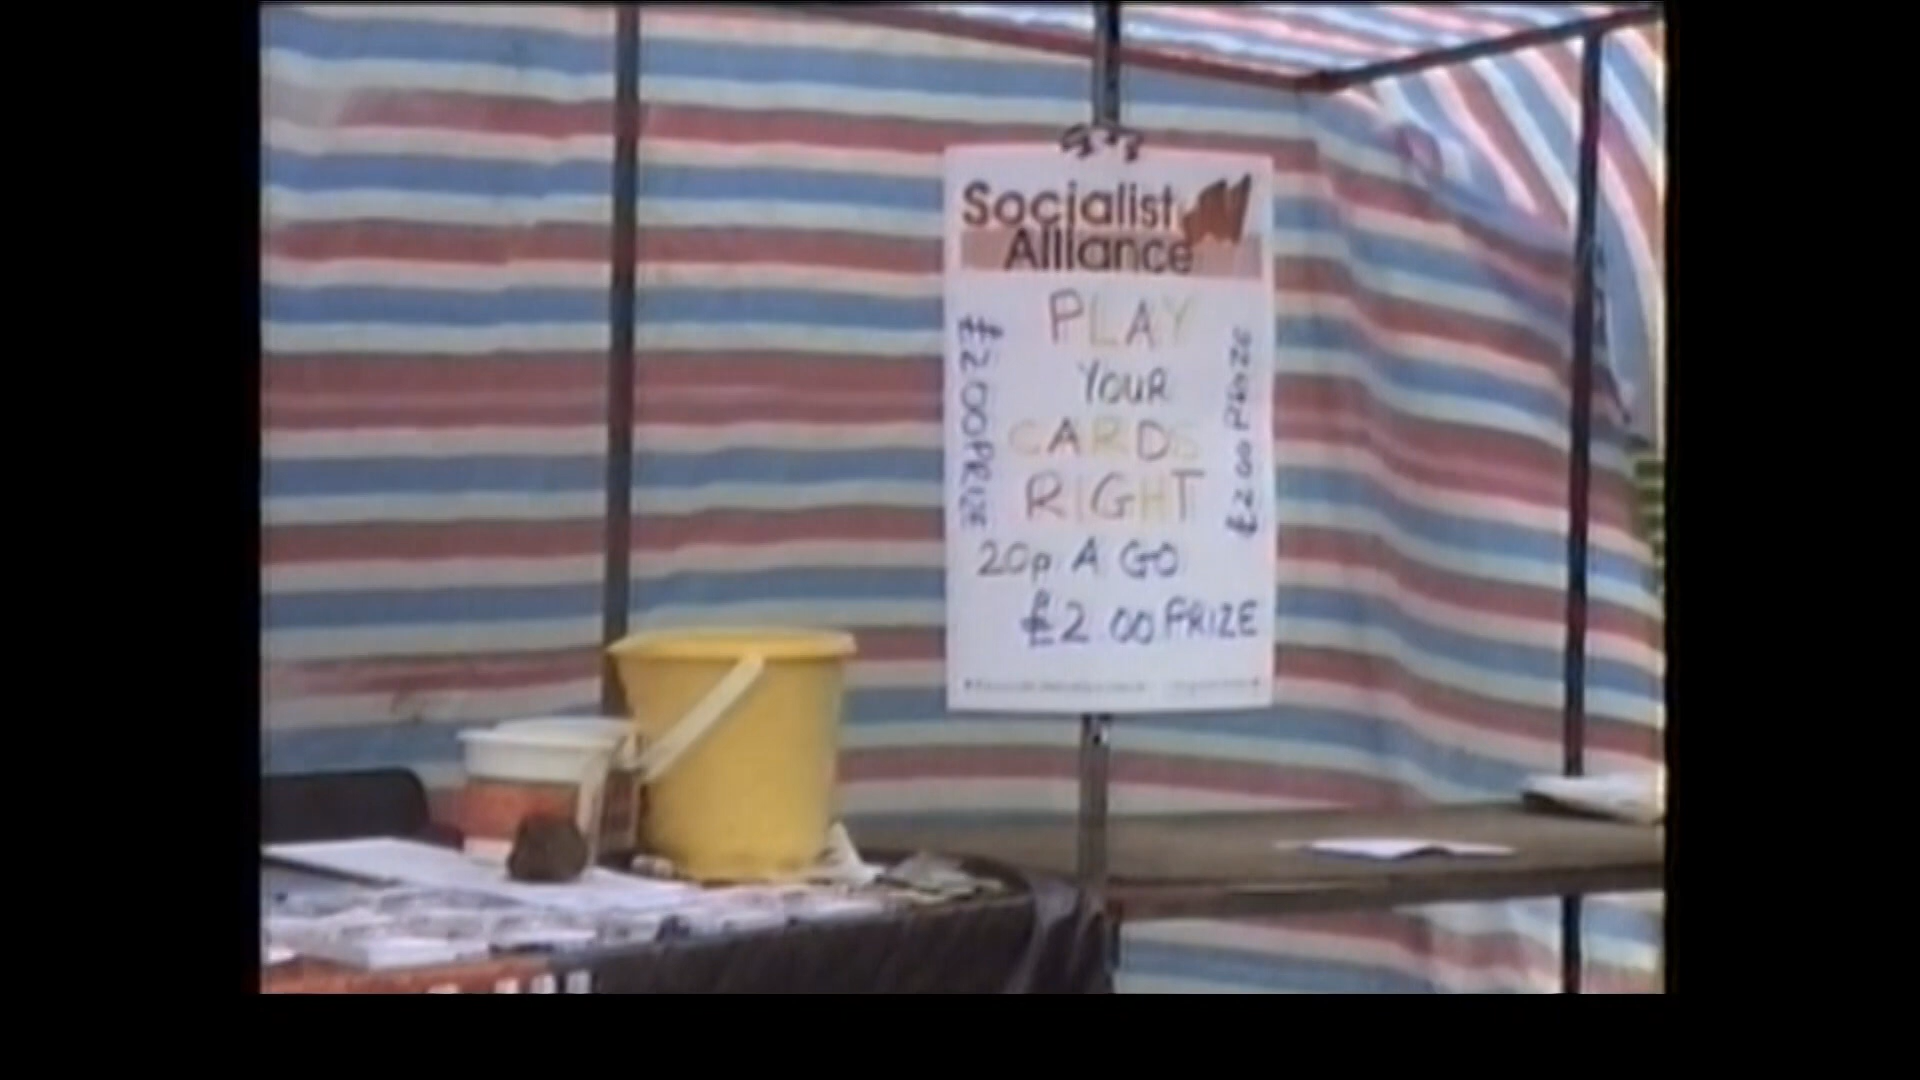 Socialist
Alliance
PLAY
YOUR
CARDS
RIGHT
20p A GO
£2.00 PRIZE
£2.00 PRIZE
£2.00 PRIZE